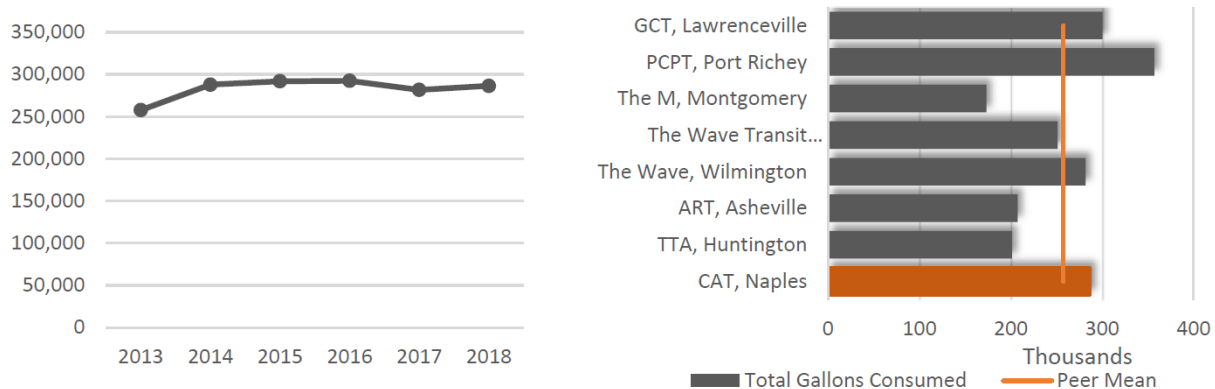 350,000
300,000
250,000
200,000
150,000
100,000
50,000
0
2013 2014 2015 2016 2017 2018
GCT, Lawrenceville
PCPT, Port Richey
The M, Montgomery
The Wave Transit...
The Wave, Wilmington
ART, Asheville
TTA, Huntington
CAT, Naples
0 100 200 300 400
Thousands
Total Gallons Consumed Peer Mean